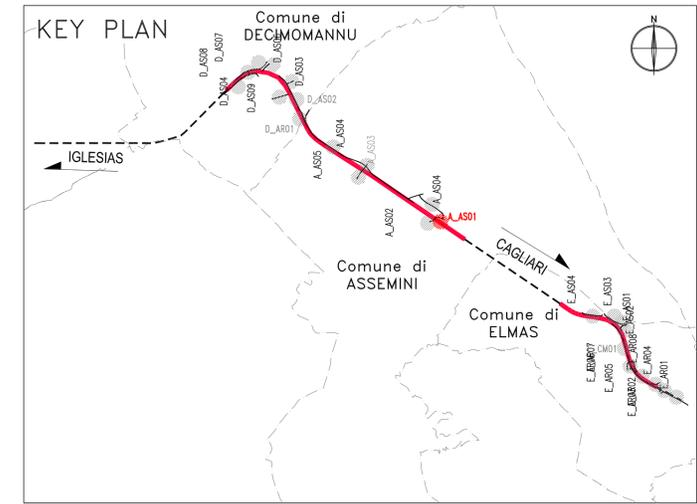 KEY PLAN
Comune di
DECIMOMANNU
N
D_AS08
D_AS07
D_AS04
D_AS09
D_AS03
D_AS02
D_AR01
IGLESIAS
A_AS04
A_AS03
A_AS05
A_AS04
A_AS02
A_AS01
CAGLIARI
Comune di
ASSEMINI
Comune di
ELMAS
E_AS04
E_AS03
E_AS01
CM01
E_AR08
E_AR04
E_AR05
E_AR01